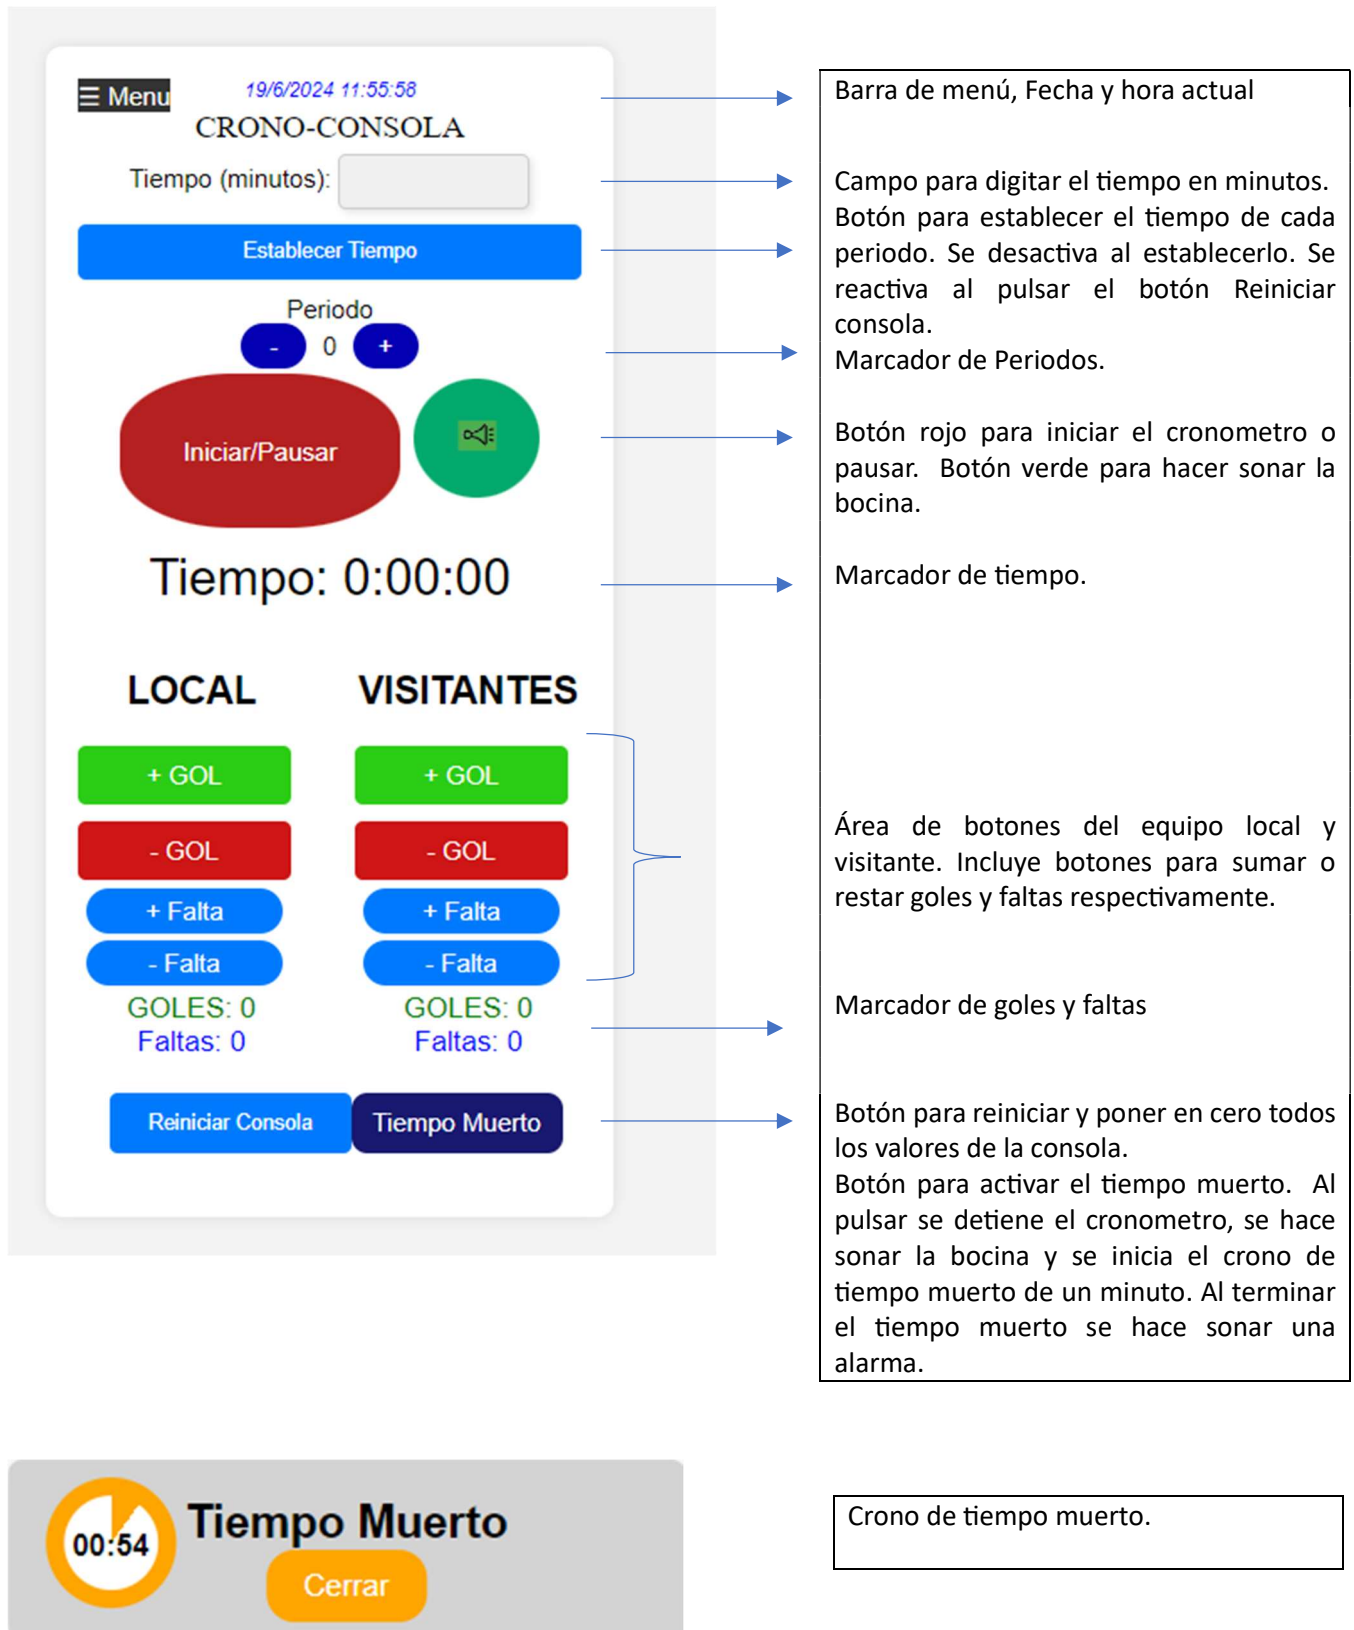 ☰ Menu
19/6/2024 11:55:58
CRONO-CONSOLA
Tiempo (minutos):
Establecer Tiempo
Periodo
- 0 +
Iniciar/Pausar
Tiempo: 0:00:00
LOCAL VISITANTES
+ GOL + GOL
- GOL - GOL
+ Falta + Falta
- Falta - Falta
GOLES: 0 GOLES: 0
Faltas: 0 Faltas: 0
Reiniciar Consola Tiempo Muerto
Barra de menú, Fecha y hora actual
Campo para digitar el tiempo en minutos.
Botón para establecer el tiempo de cada
periodo. Se desactiva al establecerlo. Se
reactiva al pulsar el botón Reiniciar
consola.
Marcador de Periodos.
Botón rojo para iniciar el cronometro o
pausar. Botón verde para hacer sonar la
bocina.
Marcador de tiempo.
Área de botones del equipo local y
visitante. Incluye botones para sumar o
restar goles y faltas respectivamente.
Marcador de goles y faltas
Botón para reiniciar y poner en cero todos
los valores de la consola.
Botón para activar el tiempo muerto. Al
pulsar se detiene el cronometro, se hace
sonar la bocina y se inicia el crono de
tiempo muerto de un minuto. Al terminar
el tiempo muerto se hace sonar una
alarma.
00:54
Tiempo Muerto
Cerrar
Crono de tiempo muerto.